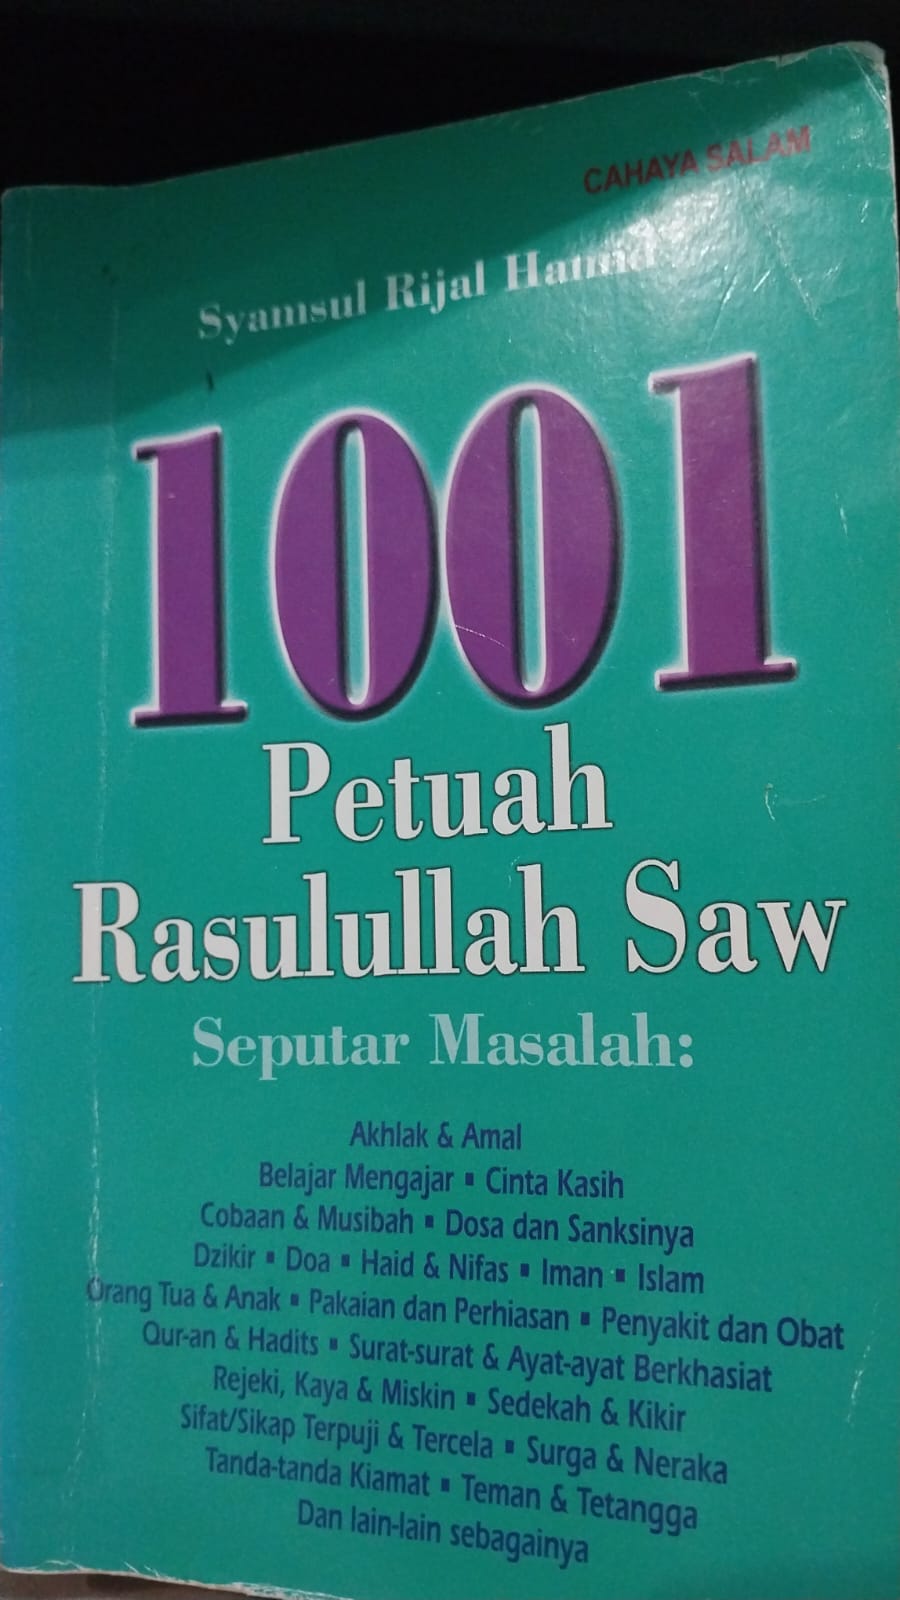 CAHAYA SALAM
Syamsul Rijal Hamid
1001
Petuah
Rasulullah Saw
Seputar Masalah:
Akhlak & Amal
Belajar Mengajar ▪ Cinta Kasih
Cobaan & Musibah ▪ Dosa dan Sanksinya
Dzikir ▪ Doa ▪ Haid & Nifas ▪ Iman ▪ Islam
Orang Tua & Anak ▪ Pakaian dan Perhiasan ▪ Penyakit dan Obat
Qur-an & Hadits ▪ Surat-surat & Ayat-ayat Berkhasiat
Rejeki, Kaya & Miskin ▪ Sedekah & Kikir
Sifat/Sikap Terpuji & Tercela ▪ Surga & Neraka
Tanda-tanda Kiamat ▪ Teman & Tetangga
Dan lain-lain sebagainya